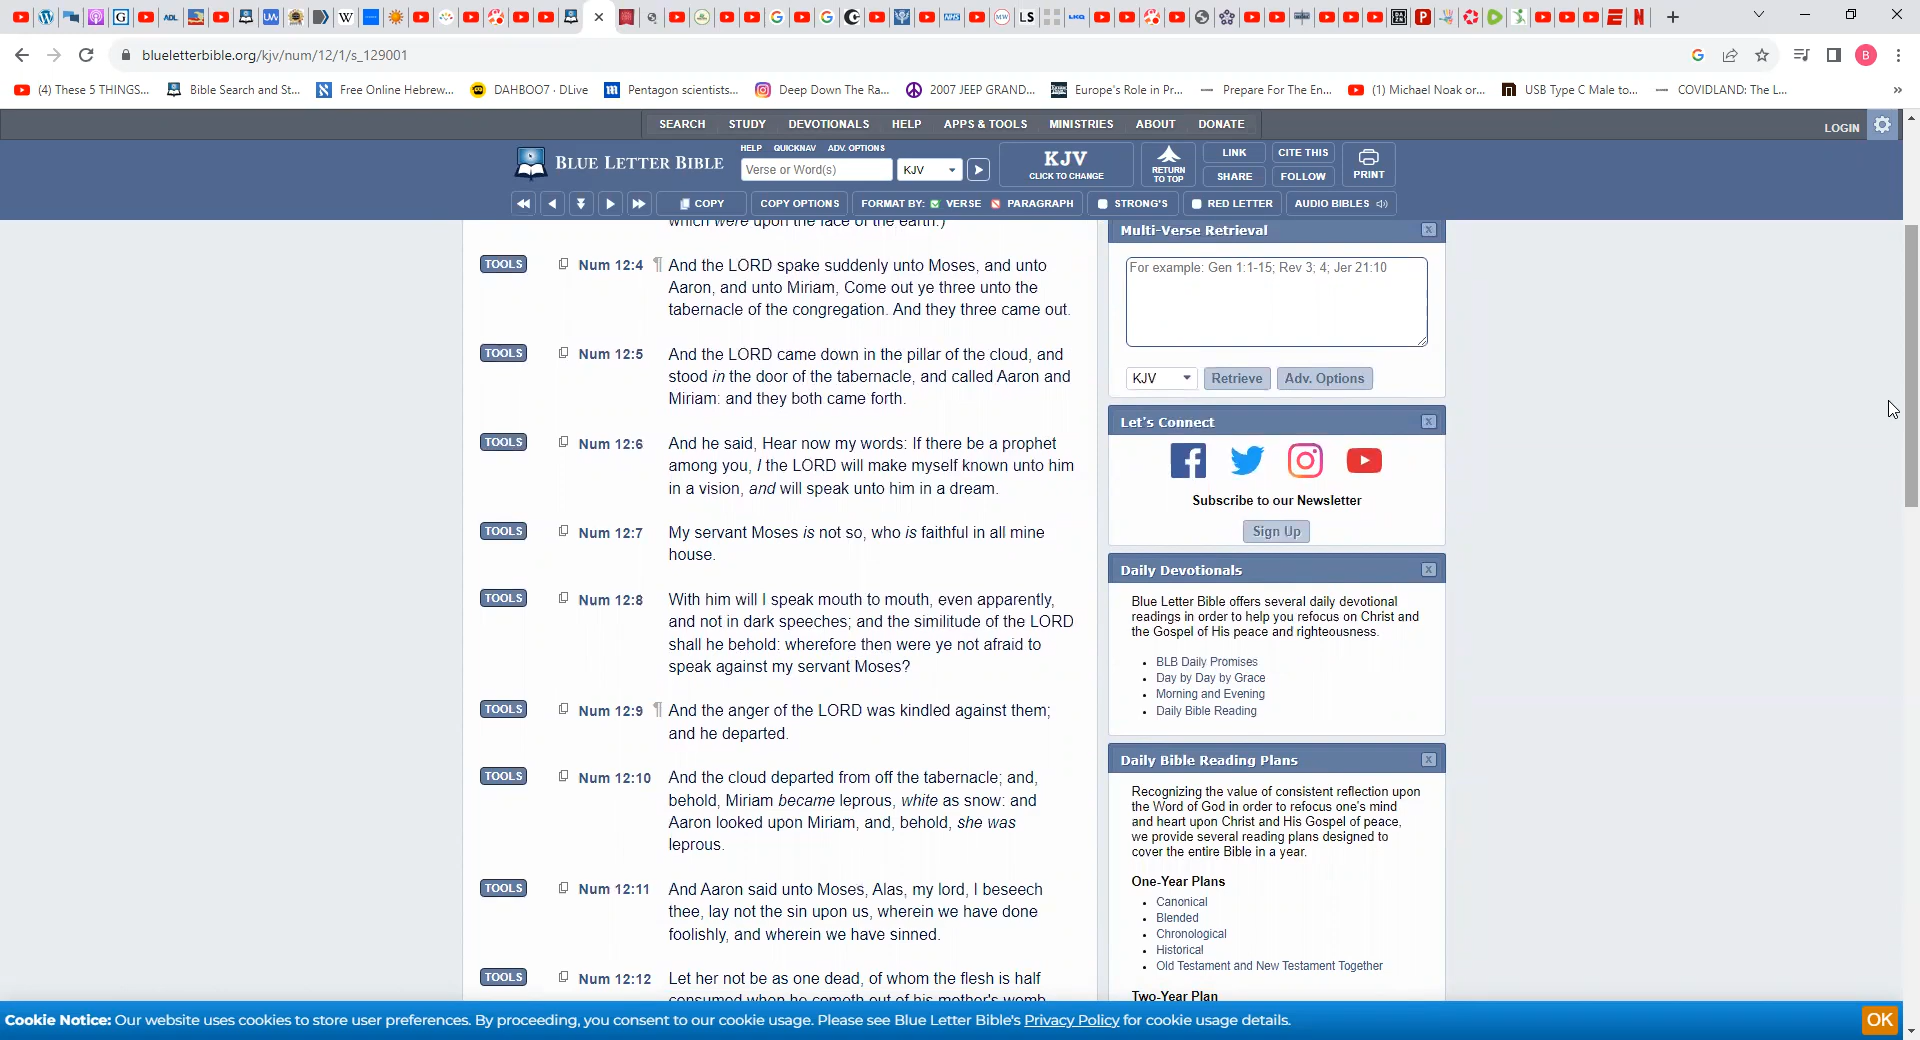 blueletterbible.org/kjv/num/12/1/s_129001
(4) These 5 THINGS...
Bible Search and St...
Free Online Hebrew...
DAHBOO7 · DLive
Pentagon scientists...
Deep Down The Ra...
2007 JEEP GRAND...
Europe's Role in Pr...
Prepare For The En...
(1) Michael Noak or...
USB Type C Male to...
COVIDLAND: The L...
SEARCH STUDY DEVOTIONALS HELP APPS & TOOLS MINISTRIES ABOUT DONATE
LOGIN
HELP QUICKNAV ADV. OPTIONS
BLUE LETTER BIBLE
Verse or Word(s)
KJV
KJV
CLICK TO CHANGE
RETURN
TO TOP
LINK
CITE THIS
SHARE
FOLLOW
PRINT
COPY
COPY OPTIONS
FORMAT BY: VERSE PARAGRAPH
STRONG'S
RED LETTER
AUDIO BIBLES
which were upon the face of the earth.)
TOOLS Num 12:4 ¶ And the LORD spake suddenly unto Moses, and unto
Aaron, and unto Miriam, Come out ye three unto the
tabernacle of the congregation. And they three came out.
TOOLS Num 12:5 And the LORD came down in the pillar of the cloud, and
stood in the door of the tabernacle, and called Aaron and
Miriam: and they both came forth.
TOOLS Num 12:6 And he said, Hear now my words: If there be a prophet
among you, I the LORD will make myself known unto him
in a vision, and will speak unto him in a dream.
TOOLS Num 12:7 My servant Moses is not so, who is faithful in all mine
house.
TOOLS Num 12:8 With him will I speak mouth to mouth, even apparently,
and not in dark speeches; and the similitude of the LORD
shall he behold: wherefore then were ye not afraid to
speak against my servant Moses?
TOOLS Num 12:9 ¶ And the anger of the LORD was kindled against them;
and he departed.
TOOLS Num 12:10 And the cloud departed from off the tabernacle; and,
behold, Miriam became leprous, white as snow: and
Aaron looked upon Miriam, and, behold, she was
leprous.
TOOLS Num 12:11 And Aaron said unto Moses, Alas, my lord, I beseech
thee, lay not the sin upon us, wherein we have done
foolishly, and wherein we have sinned.
TOOLS Num 12:12 Let her not be as one dead, of whom the flesh is half
consumed when he cometh out of his mother's womb
Multi-Verse Retrieval
For example: Gen 1:1-15; Rev 3; 4; Jer 21:10
KJV
Retrieve
Adv. Options
Let's Connect
Subscribe to our Newsletter
Sign Up
Daily Devotionals
Blue Letter Bible offers several daily devotional
readings in order to help you refocus on Christ and
the Gospel of His peace and righteousness.
BLB Daily Promises
Day by Day by Grace
Morning and Evening
Daily Bible Reading
Daily Bible Reading Plans
Recognizing the value of consistent reflection upon
the Word of God in order to refocus one's mind
and heart upon Christ and His Gospel of peace,
we provide several reading plans designed to
cover the entire Bible in a year.
One-Year Plans
Canonical
Blended
Chronological
Historical
Old Testament and New Testament Together
Two-Year Plan
Cookie Notice: Our website uses cookies to store user preferences. By proceeding, you consent to our cookie usage. Please see Blue Letter Bible's Privacy Policy for cookie usage details.
OK